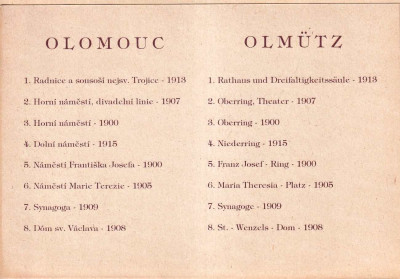 OLOMOUC
1. Radnice a sousoší nejsv. Trojice - 1913
2. Horní náměstí, divadelní linie - 1907
3. Horní náměstí - 1900
4. Dolní náměstí - 1915
5. Náměstí Františka Josefa - 1900
6. Náměstí Marie Terezie - 1905
7. Synagoga - 1909
8. Dóm sv. Václava - 1908
OLMÜTZ
1. Rathaus und Dreifaltigkeitssäule - 1913
2. Oberring, Theater - 1907
3. Oberring - 1900
4. Niederring - 1915
5. Franz Josef - Ring - 1900
6. Maria Theresia - Platz - 1905
7. Synagoge - 1909
8. St. - Wenzels - Dom - 1908